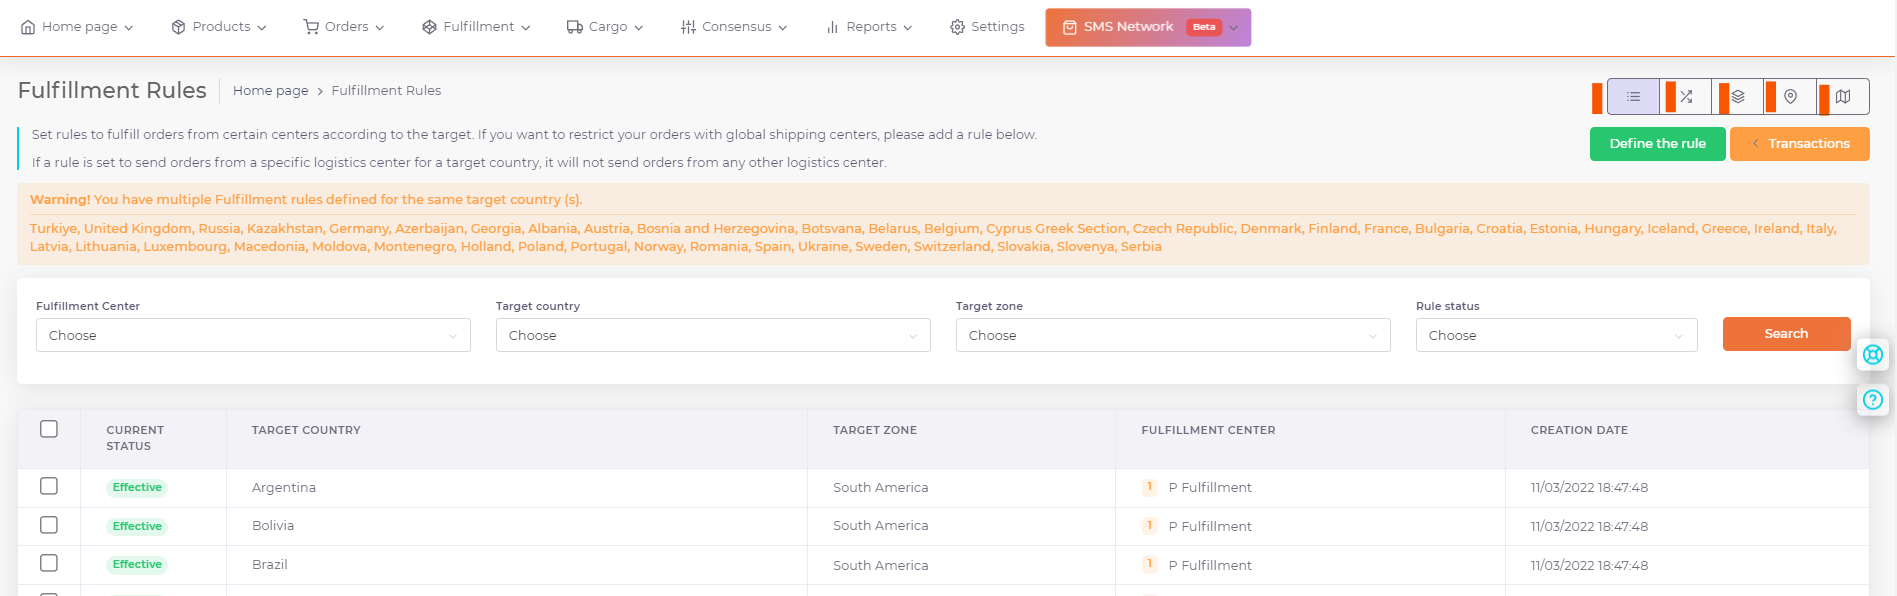 Home page
Products
Orders
Fulfillment
Cargo
Consensus
Reports
Settings
SMS Network Beta
Fulfillment Rules
Home page > Fulfillment Rules
Set rules to fulfill orders from certain centers according to the target. If you want to restrict your orders with global shipping centers, please add a rule below.
If a rule is set to send orders from a specific logistics center for a target country, it will not send orders from any other logistics center.
Define the rule
Transactions
Warning! You have multiple Fulfillment rules defined for the same target country (s).
Turkiye, United Kingdom, Russia, Kazakhstan, Germany, Azerbaijan, Georgia, Albania, Austria, Bosnia and Herzegovina, Botsvana, Belarus, Belgium, Cyprus Greek Section, Czech Republic, Denmark, Finland, France, Bulgaria, Croatia, Estonia, Hungary, Iceland, Greece, Ireland, Italy,
Latvia, Lithuania, Luxembourg, Macedonia, Moldova, Montenegro, Holland, Poland, Portugal, Norway, Romania, Spain, Ukraine, Sweden, Switzerland, Slovakia, Slovenya, Serbia
Fulfillment Center
Choose
Target country
Choose
Target zone
Choose
Rule status
Choose
Search
CURRENT
STATUS
TARGET COUNTRY
TARGET ZONE
FULFILLMENT CENTER
CREATION DATE
Effective
Argentina
South America
1 P Fulfillment
11/03/2022 18:47:48
Effective
Bolivia
South America
1 P Fulfillment
11/03/2022 18:47:48
Effective
Brazil
South America
1 P Fulfillment
11/03/2022 18:47:48